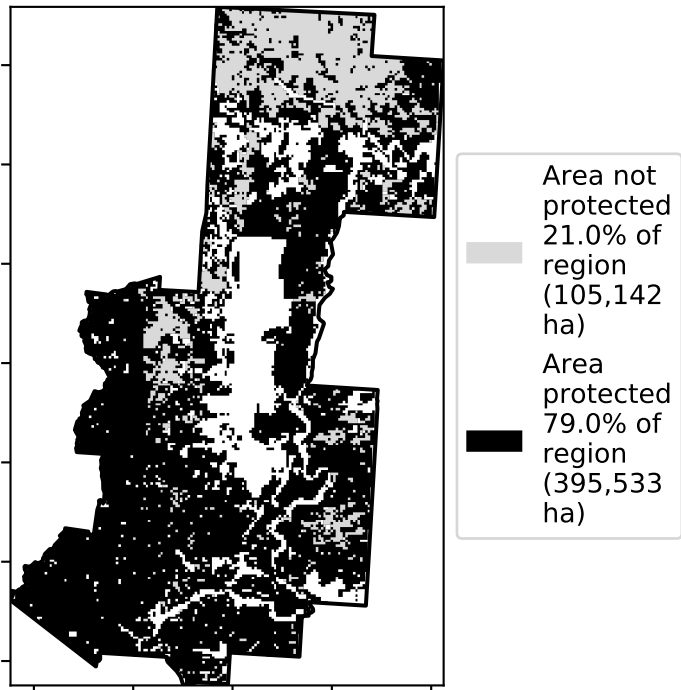 Area not
protected
21.0% of
region
(105,142
ha)
Area
protected
79.0% of
region
(395,533
ha)